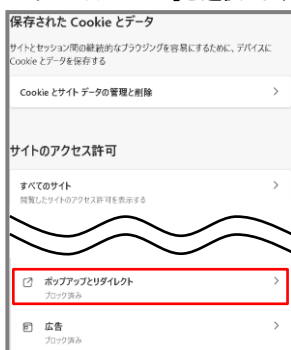 保存された Cookie とデータ
サイトとセッション間の継続的なブラウジングを容易にするために、デバイスに
Cookie とデータを保存する
Cookie とサイト データの管理と削除
サイトのアクセス許可
すべてのサイト
閲覧したサイトのアクセス許可を表示する
ポップアップとリダイレクト
ブロック済み
広告
ブロック済み